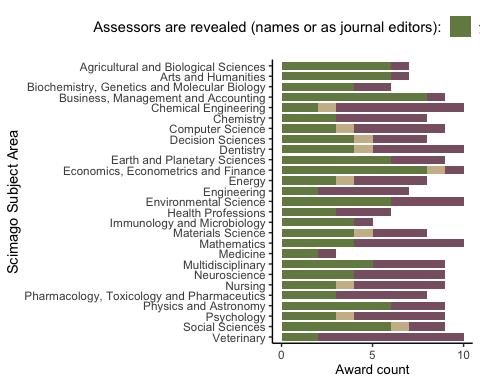 Assessors are revealed (names or as journal editors):
Agricultural and Biological Sciences
Arts and Humanities
Biochemistry, Genetics and Molecular Biology
Business, Management and Accounting
Chemical Engineering
Chemistry
Computer Science
Decision Sciences
Dentistry
Earth and Planetary Sciences
Economics, Econometrics and Finance
Energy
Engineering
Environmental Science
Health Professions
Immunology and Microbiology
Materials Science
Mathematics
Medicine
Multidisciplinary
Neuroscience
Nursing
Pharmacology, Toxicology and Pharmaceutics
Physics and Astronomy
Psychology
Social Sciences
Veterinary
Scimago Subject Area
0 5 10
Award count